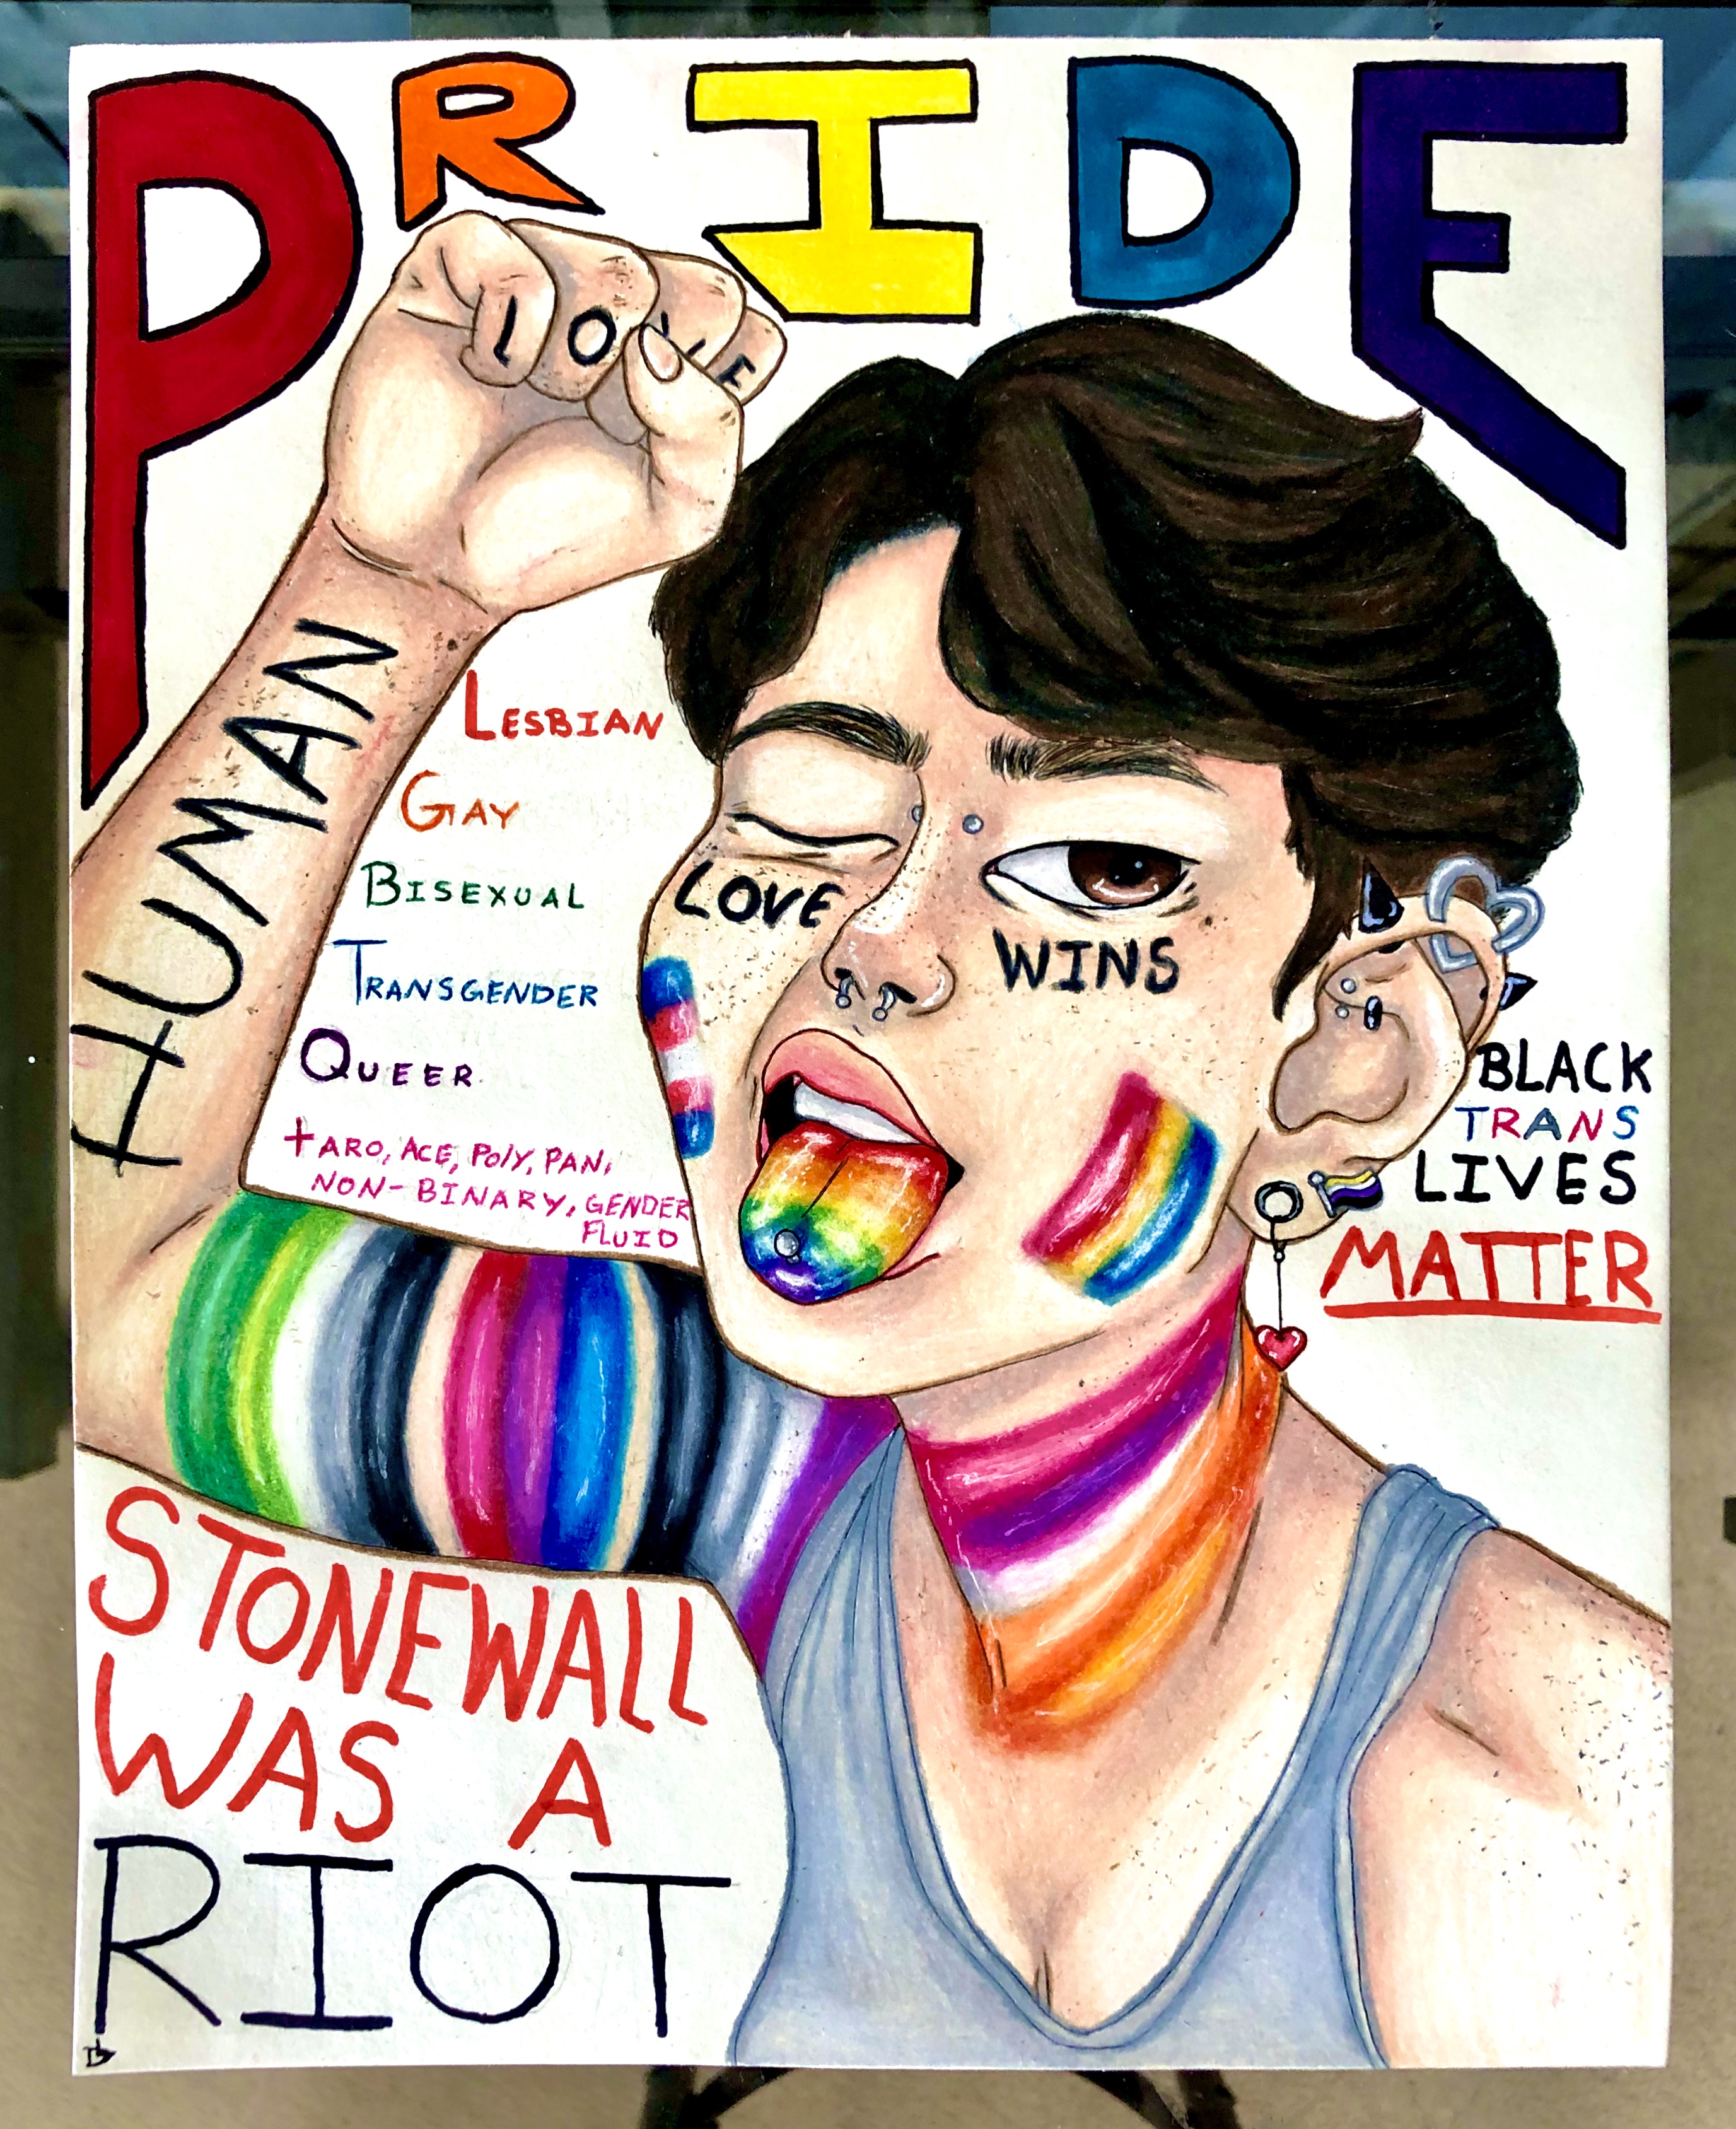 PRIDE
LOVE
HUMAN
LESBIAN
GAY
BISEXUAL
TRANSGENDER
QUEER
+ARO, ACE, POLY, PAN,
NON-BINARY, GENDER
FLUID
LOVE WINS
BLACK
TRANS
LIVES
MATTER
STONEWALL
WAS A
RIOT